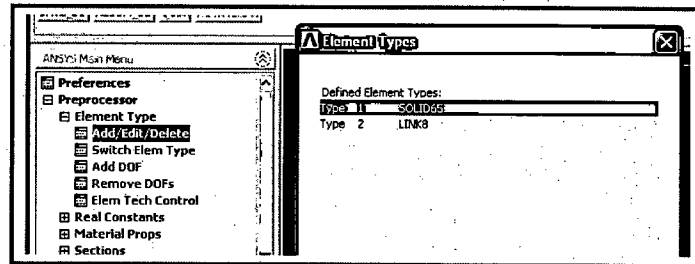 ANSYS Main Menu
Preferences
Preprocessor
Element Type
Add/Edit/Delete
Switch Elem Type
Add DOF
Remove DOFs
Elem Tech Control
Real Constants
Material Props
Sections
Element Types
Defined Element Types:
Type 1 SOLID65
Type 2 LINK8